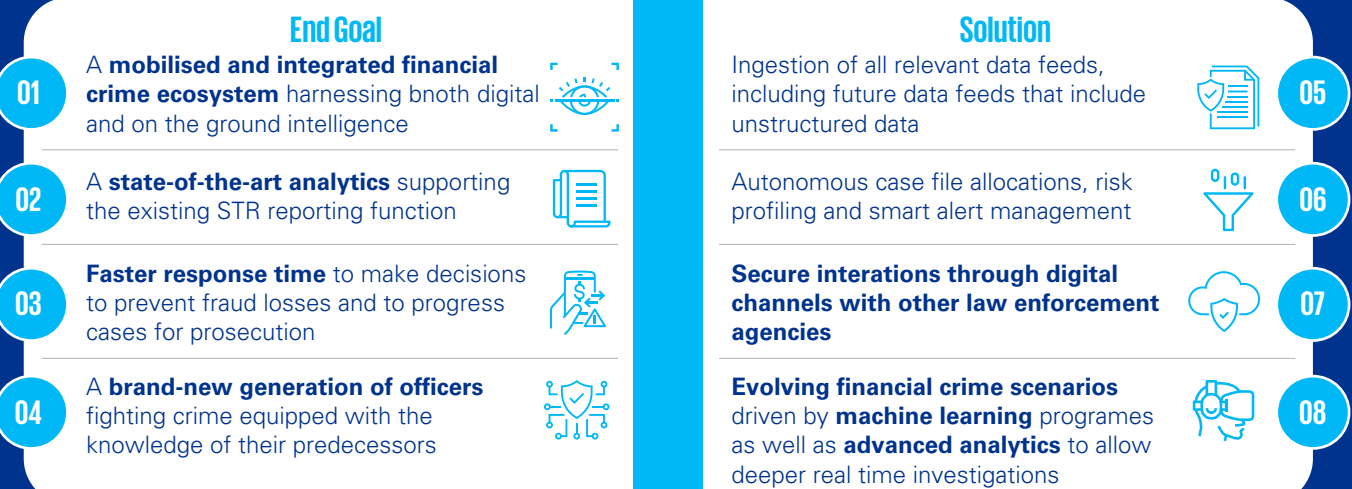 End Goal
01
A mobilised and integrated financial
crime ecosystem harnessing bnoth digital
and on the ground intelligence
02
A state-of-the-art analytics supporting
the existing STR reporting function
03
Faster response time to make decisions
to prevent fraud losses and to progress
cases for prosecution
04
A brand-new generation of officers
fighting crime equipped with the
knowledge of their predecessors
Solution
Ingestion of all relevant data feeds,
including future data feeds that include
unstructured data
05
Autonomous case file allocations, risk
profiling and smart alert management
0101
06
Secure interations through digital
channels with other law enforcement
agencies
07
Evolving financial crime scenarios
driven by machine learning programes
as well as advanced analytics to allow
deeper real time investigations
08